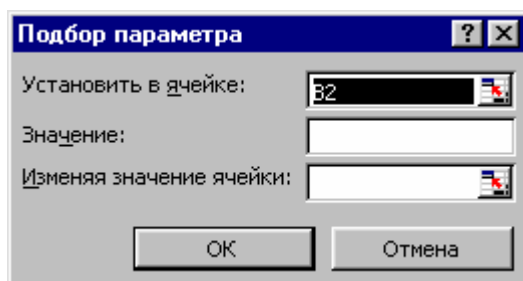 Подбор параметра
Установить в ячейке: B2
Значение:
Изменяя значение ячейки:
ОК Отмена